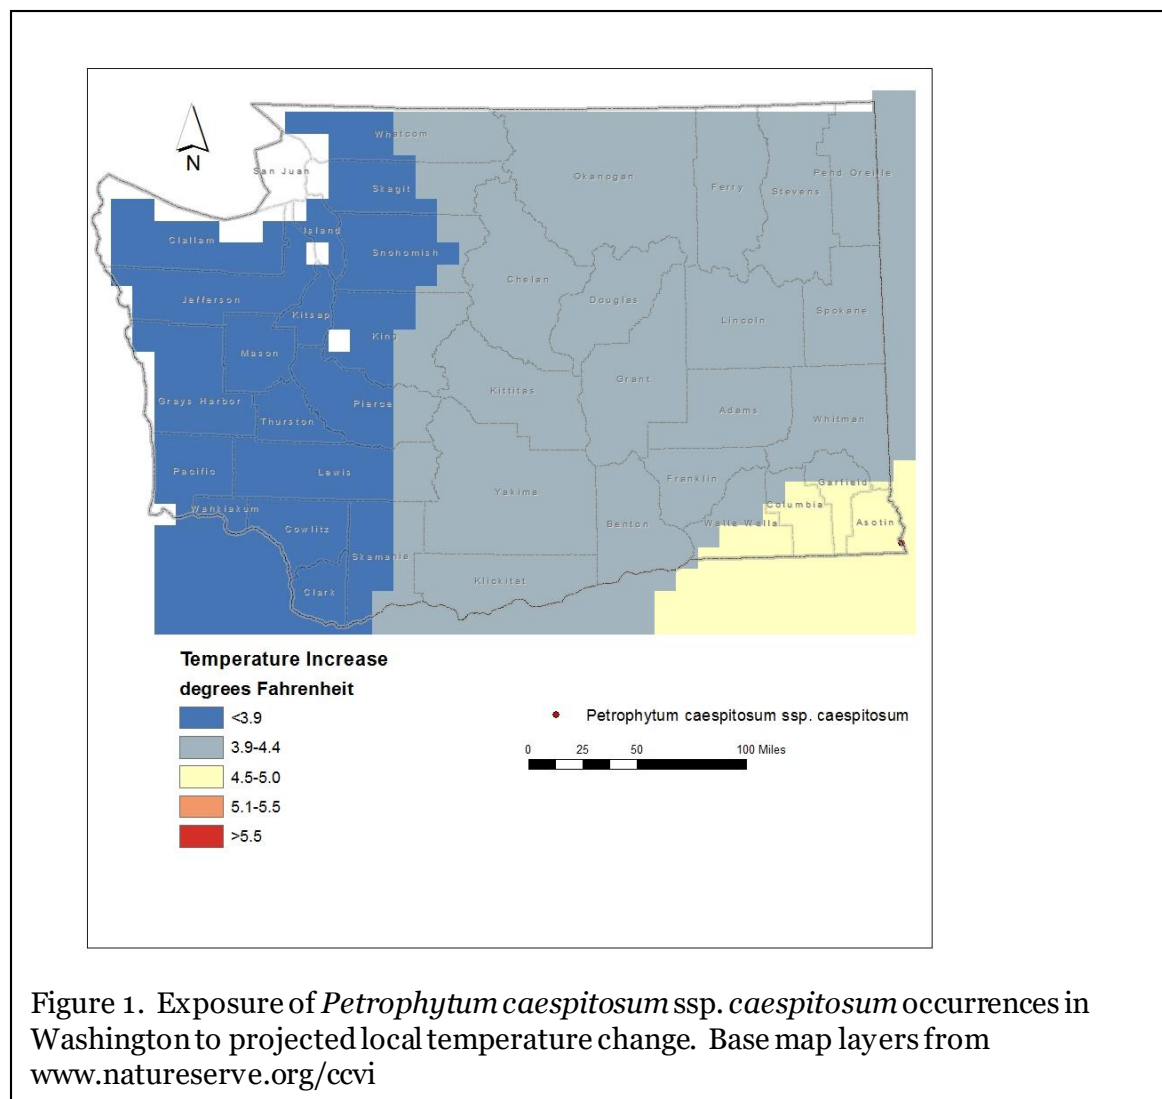 N
Whatcom
San Juan
Skagit
Okanogan
Ferry
Stevens
Pend Oreille
Clallam
Island
Snohomish
Chelan
Douglas
Jefferson
Kitsap
King
Lincoln
Spokane
Mason
Grays Harbor
Thurston
Pierce
Kittitas
Grant
Adams
Whitman
Pacific
Lewis
Yakima
Franklin
Garfield
Columbia
Wahkiakum
Cowlitz
Skamania
Benton
Walla Walla
Asotin
Clark
Klickitat
Temperature Increase
degrees Fahrenheit
<3.9
3.9-4.4
4.5-5.0
5.1-5.5
>5.5
Petrophytum caespitosum ssp. caespitosum
0 25 50 100 Miles
Figure 1. Exposure of Petrophytum caespitosum ssp. caespitosum occurrences in
Washington to projected local temperature change. Base map layers from
www.natureserve.org/ccvi